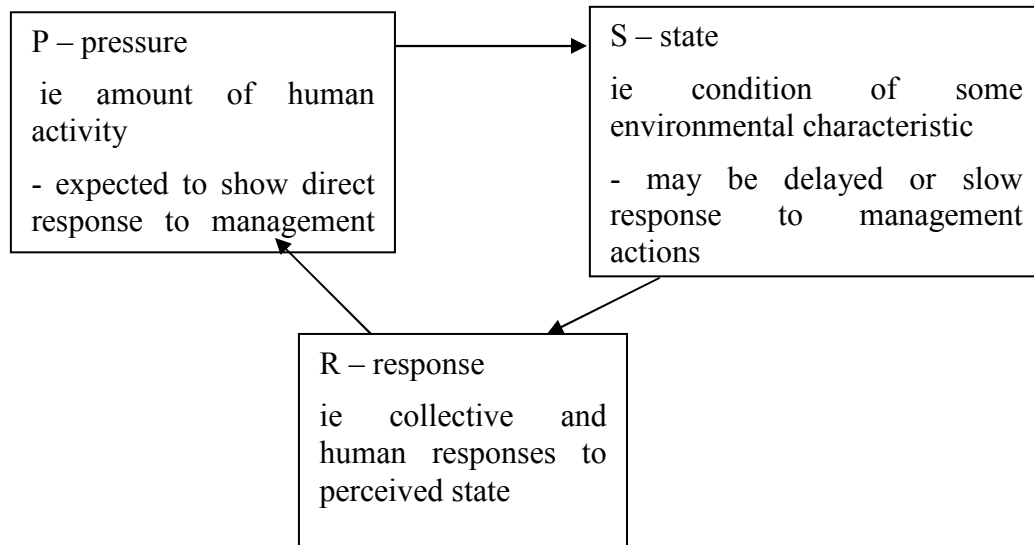 P – pressure
ie amount of human
activity
- expected to show direct
response to management
S – state
ie condition of some
environmental characteristic
- may be delayed or slow
response to management
actions
R – response
ie collective and
human responses to
perceived state